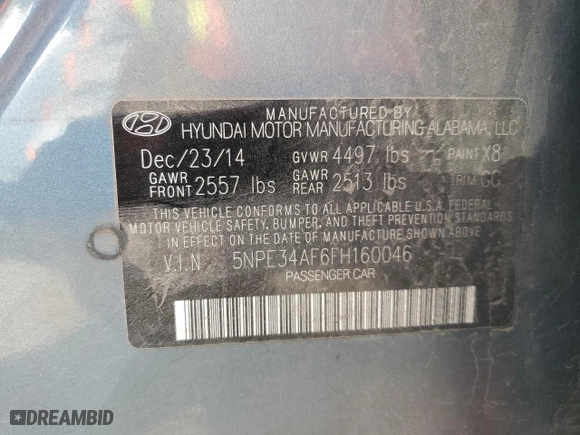 MANUFACTURED BY
HYUNDAI MOTOR MANUFACTURING ALABAMA, LLC
Dec/23/14 GVWR 4497 lbs PAINT X8
GAWR FRONT 2557 lbs GAWR REAR 2513 lbs TRIM GG
THIS VEHICLE CONFORMS TO ALL APPLICABLE U.S.A. FEDERAL
MOTOR VEHICLE SAFETY, BUMPER, AND THEFT PREVENTION STANDARDS
IN EFFECT ON THE DATE OF MANUFACTURE SHOWN ABOVE.
V.I.N 5NPE34AF6FH160046
PASSENGER CAR
DREAMBID